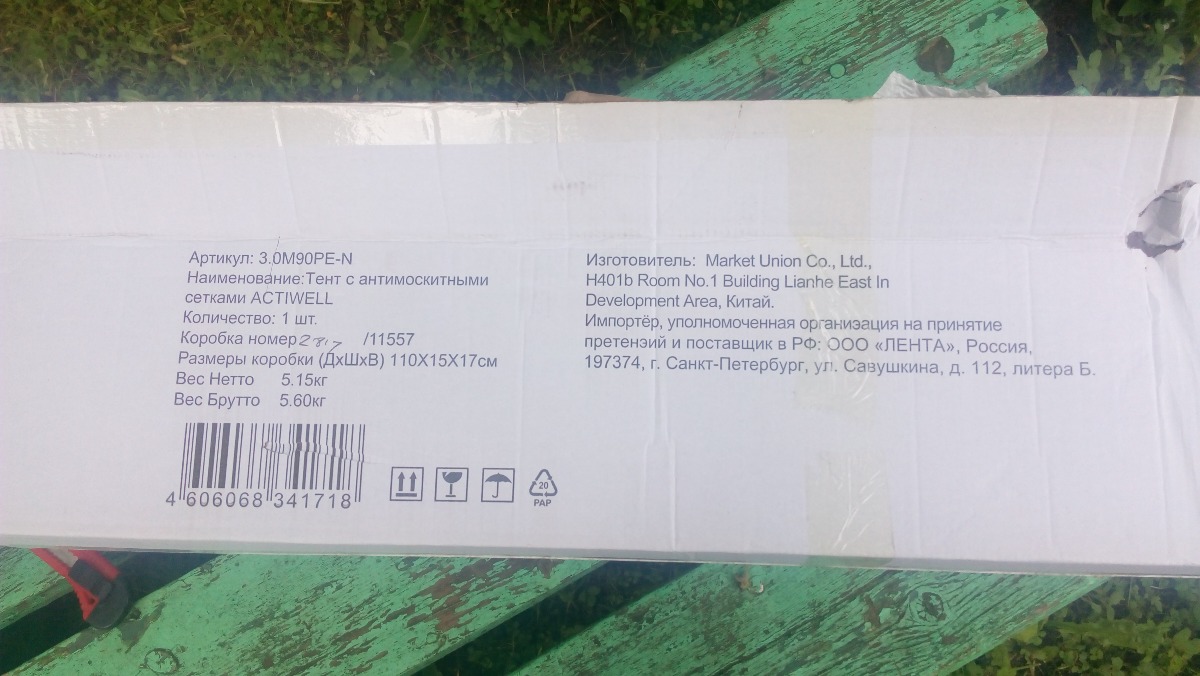 Артикул: 3.0M90PE-N
Наименование:Тент с антимоскитными
сетками ACTIWELL
Количество: 1 шт.
Коробка номер /11557
Размеры коробки (ДхШхВ) 110Х15Х17см
Вес Нетто 5.15кг
Вес Брутто 5.60кг
4 606068 341718
20
PAP
Изготовитель: Market Union Co., Ltd.,
H401b Room No.1 Building Lianhe East In
Development Area, Китай.
Импортёр, уполномоченная организация на принятие
претензий и поставщик в РФ: ООО «ЛЕНТА», Россия,
197374, г. Санкт-Петербург, ул. Савушкина, д. 112, литера Б.